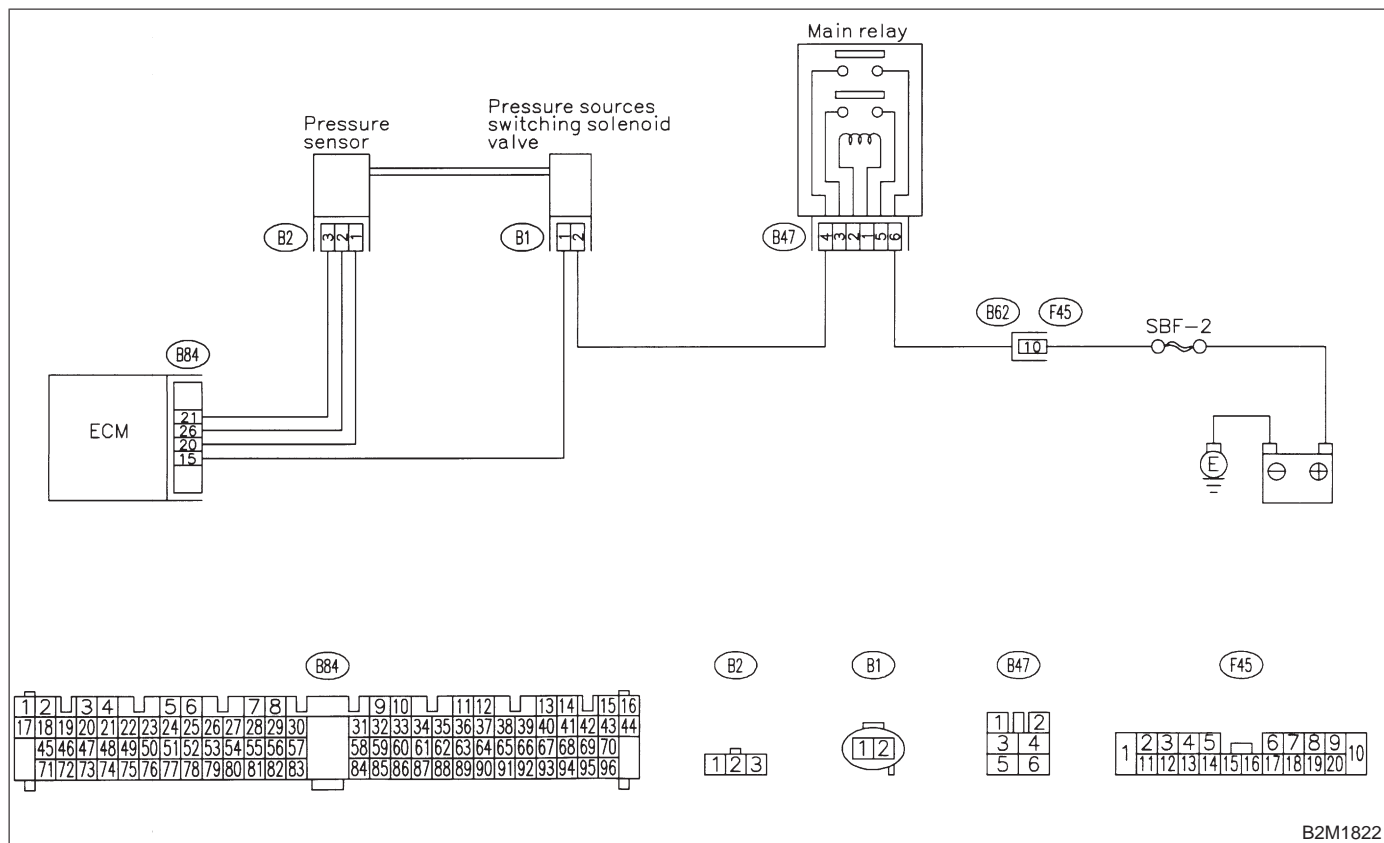 Main relay
Pressure sources
switching solenoid
valve
Pressure
sensor
B2
3 2 1
B1
1 2
B47
4 3 2 1 5 6
B62
F45
10
SBF-2
B84
ECM
21
26
20
15
E
B84
B2
B1
B47
F45
1 2 3 4 5 6 7 8 9 10 11 12 13 14 15 16
17 18 19 20 21 22 23 24 25 26 27 28 29 30 31 32 33 34 35 36 37 38 39 40 41 42 43 44
45 46 47 48 49 50 51 52 53 54 55 56 57 58 59 60 61 62 63 64 65 66 67 68 69 70
71 72 73 74 75 76 77 78 79 80 81 82 83 84 85 86 87 88 89 90 91 92 93 94 95 96
1 2 3
1 2
1 2
3 4
5 6
1 2 3 4 5 6 7 8 9 10
11 12 13 14 15 16 17 18 19 20
B2M1822